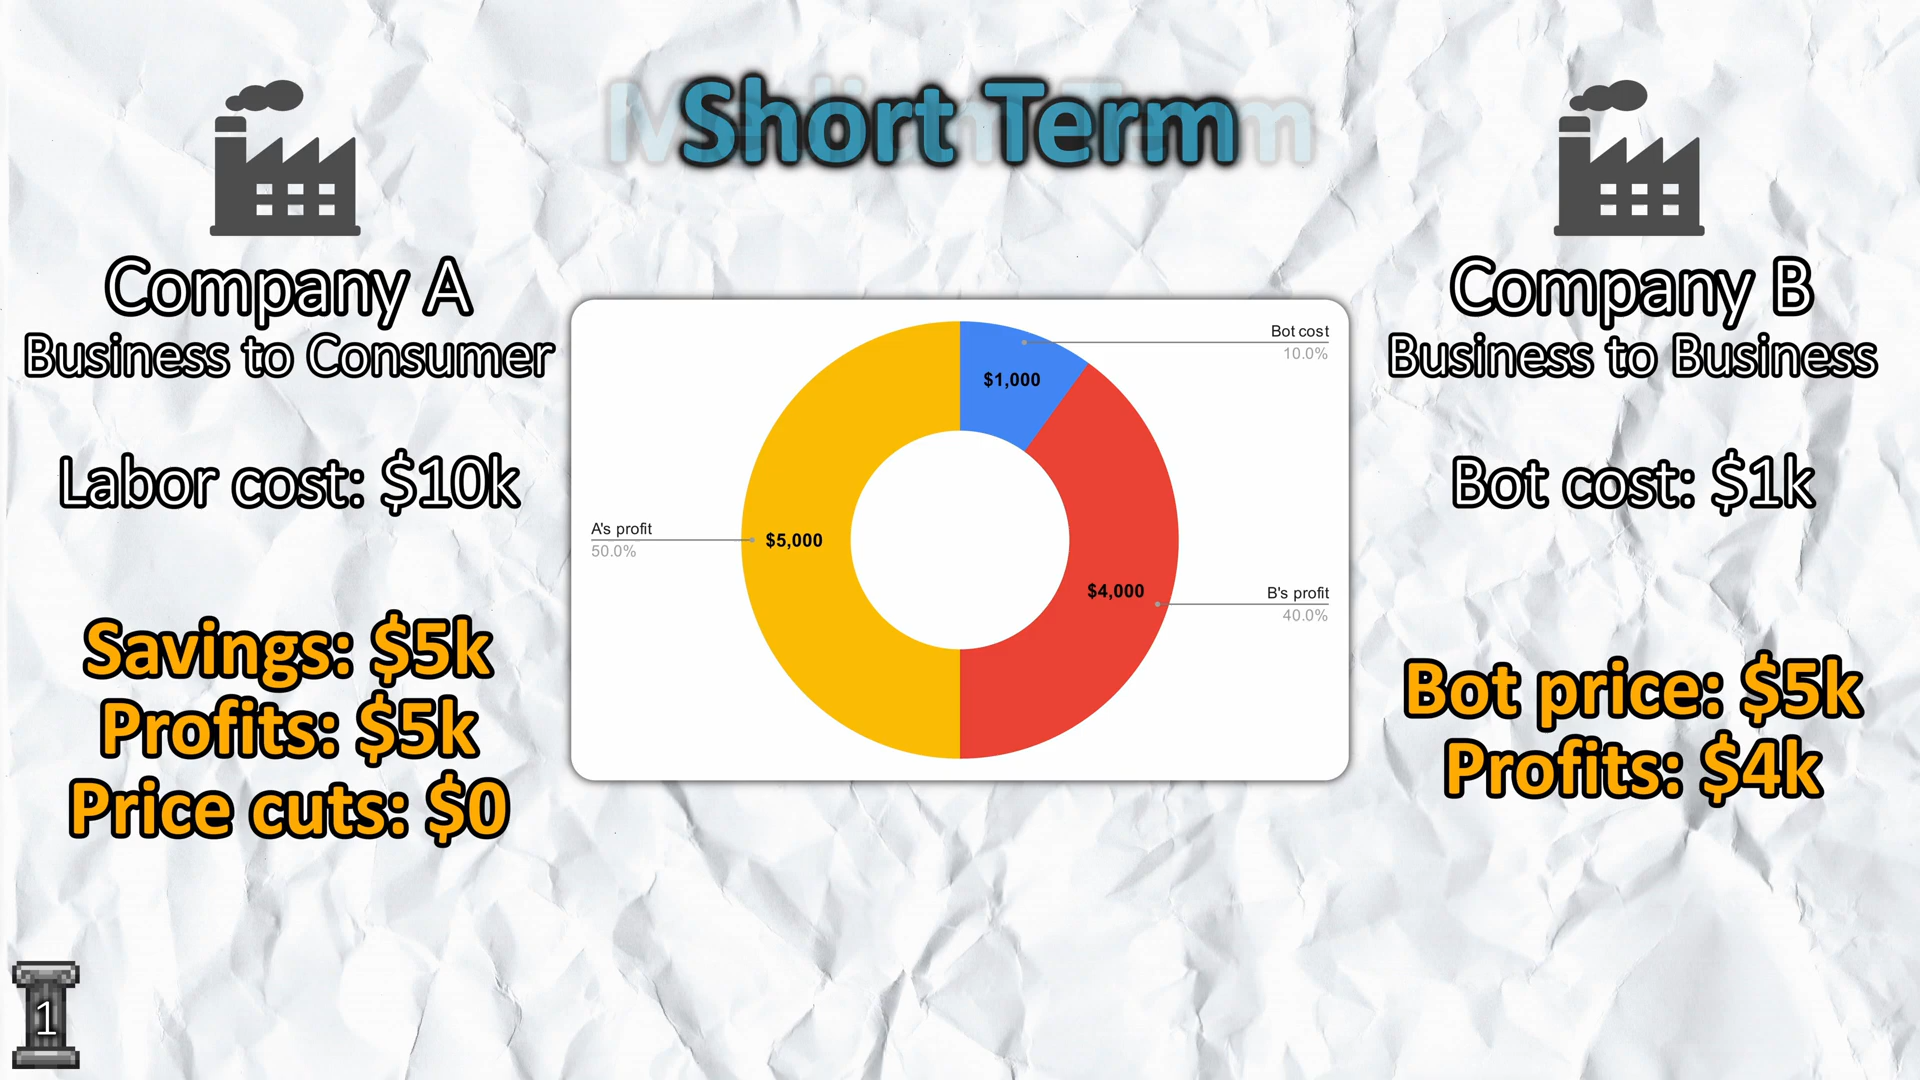 Short Term
Company A
Business to Consumer
Labor cost: $10k
Savings: $5k
Profits: $5k
Price cuts: $0
Bot cost
10.0%
$1,000
A's profit
50.0%
$5,000
$4,000
B's profit
40.0%
Company B
Business to Business
Bot cost: $1k
Bot price: $5k
Profits: $4k
1